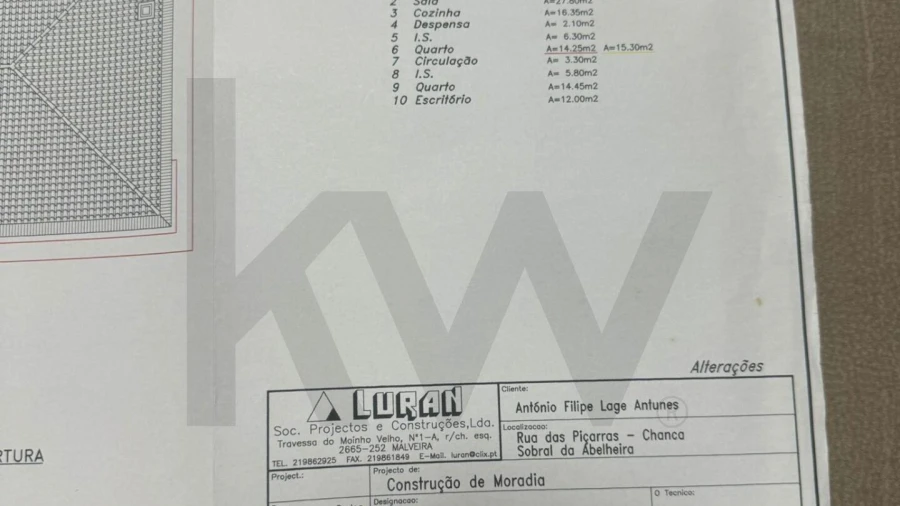 2 Sala A=27.80m2
3 Cozinha A=16.35m2
4 Despensa A= 2.10m2
5 I.S. A= 6.30m2
6 Quarto A=14.25m2 A=15.30m2
7 Circulação A= 3.30m2
8 I.S. A= 5.80m2
9 Quarto A=14.45m2
10 Escritório A=12.00m2
kw
®
Alterações
LURAN
Soc. Projectos e Construções,Lda.
Travessa do Moinho Velho, Nº1-A, r/ch. esq.
2665-252 MALVEIRA
TEL. 219862925 FAX. 219861849 E-Mail. luran@clix.pt
Cliente:
António Filipe Lage Antunes
Localizacao:
Rua das Piçarras - Chanca
Sobral da Abelheira
RTURA
Project.:
Projecto de:
Construção de Moradia
Designacao:
O Tecnico: